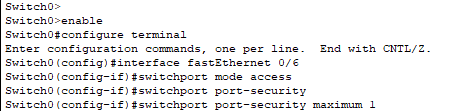 Switch0>
Switch0>enable
Switch0#configure terminal
Enter configuration commands, one per line.  End with CNTL/Z.
Switch0(config)#interface fastEthernet 0/6
Switch0(config-if)#switchport mode access
Switch0(config-if)#switchport port-security
Switch0(config-if)#switchport port-security maximum 1